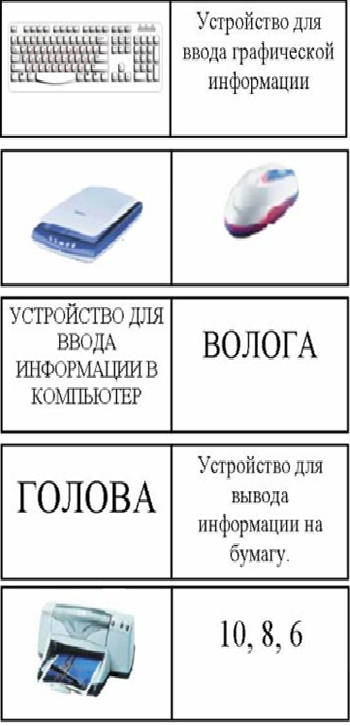 Устройство для
ввода графической
информации
УСТРОЙСТВО ДЛЯ
ВВОДА
ИНФОРМАЦИИ В
КОМПЬЮТЕР
ВОЛОГА
ГОЛОВА
Устройство для
вывода
информации на
бумагу.
10, 8, 6